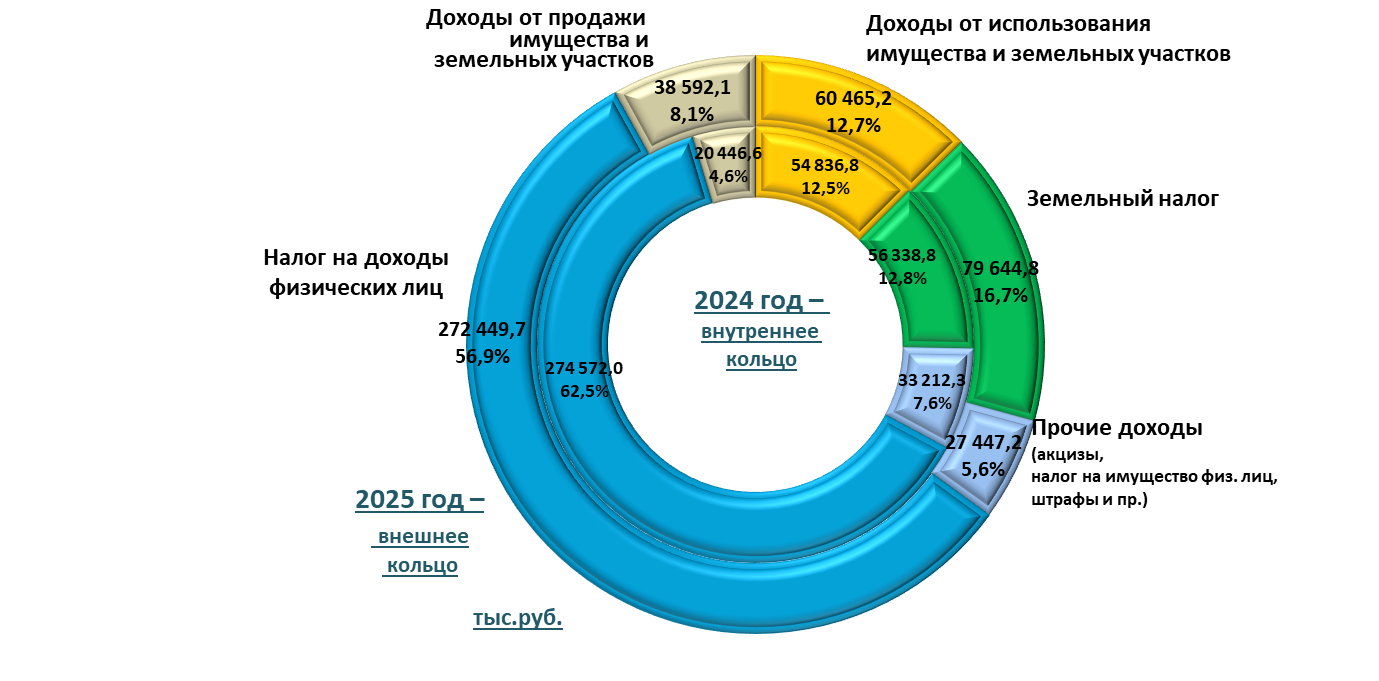 Доходы от продажи
имущества и
земельных участков
Доходы от использования
имущества и земельных участков
38 592,1
8,1%
60 465,2
12,7%
20 446,6
4,6%
54 836,8
12,5%
Земельный налог
Налог на доходы
физических лиц
56 338,8
12,8%
79 644,8
16,7%
2024 год –
внутреннее
кольцо
272 449,7
56,9%
274 572,0
62,5%
33 212,3
7,6%
27 447,2
5,6%
Прочие доходы
(акцизы,
налог на имущество физ. лиц,
штрафы и пр.)
2025 год –
внешнее
кольцо
тыс.руб.